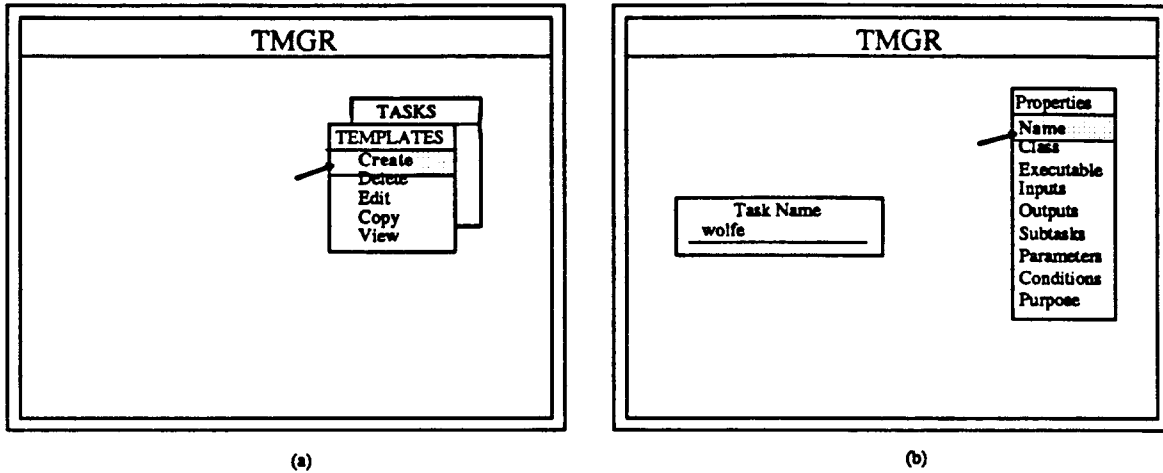 TMGR
TASKS
TEMPLATES
Create
Delete
Edit
Copy
View
(a)
TMGR
Properties
Name
Class
Executable
Inputs
Outputs
Subtasks
Parameters
Conditions
Purpose
Task Name
wolfe
(b)